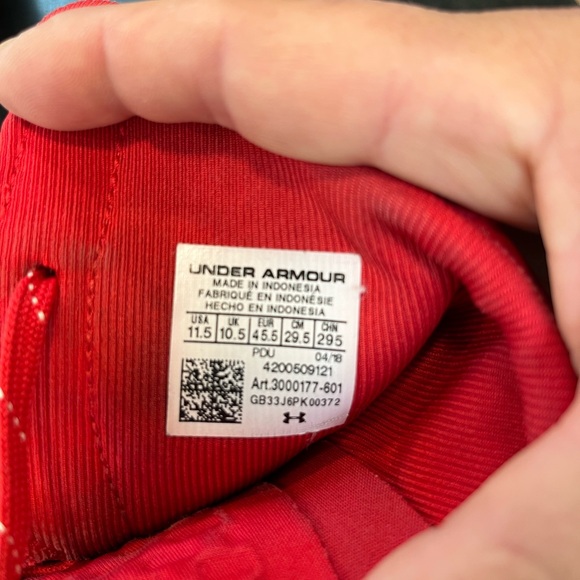 UNDER ARMOUR
MADE IN INDONESIA
FABRIQUÉ EN INDONÉSIE
HECHO EN INDONESIA
USA UK EUR CM CHN
11.5 10.5 45.5 29.5 295
PDU 04/18
4200509121
Art.3000177-601
GB33J6PK00372